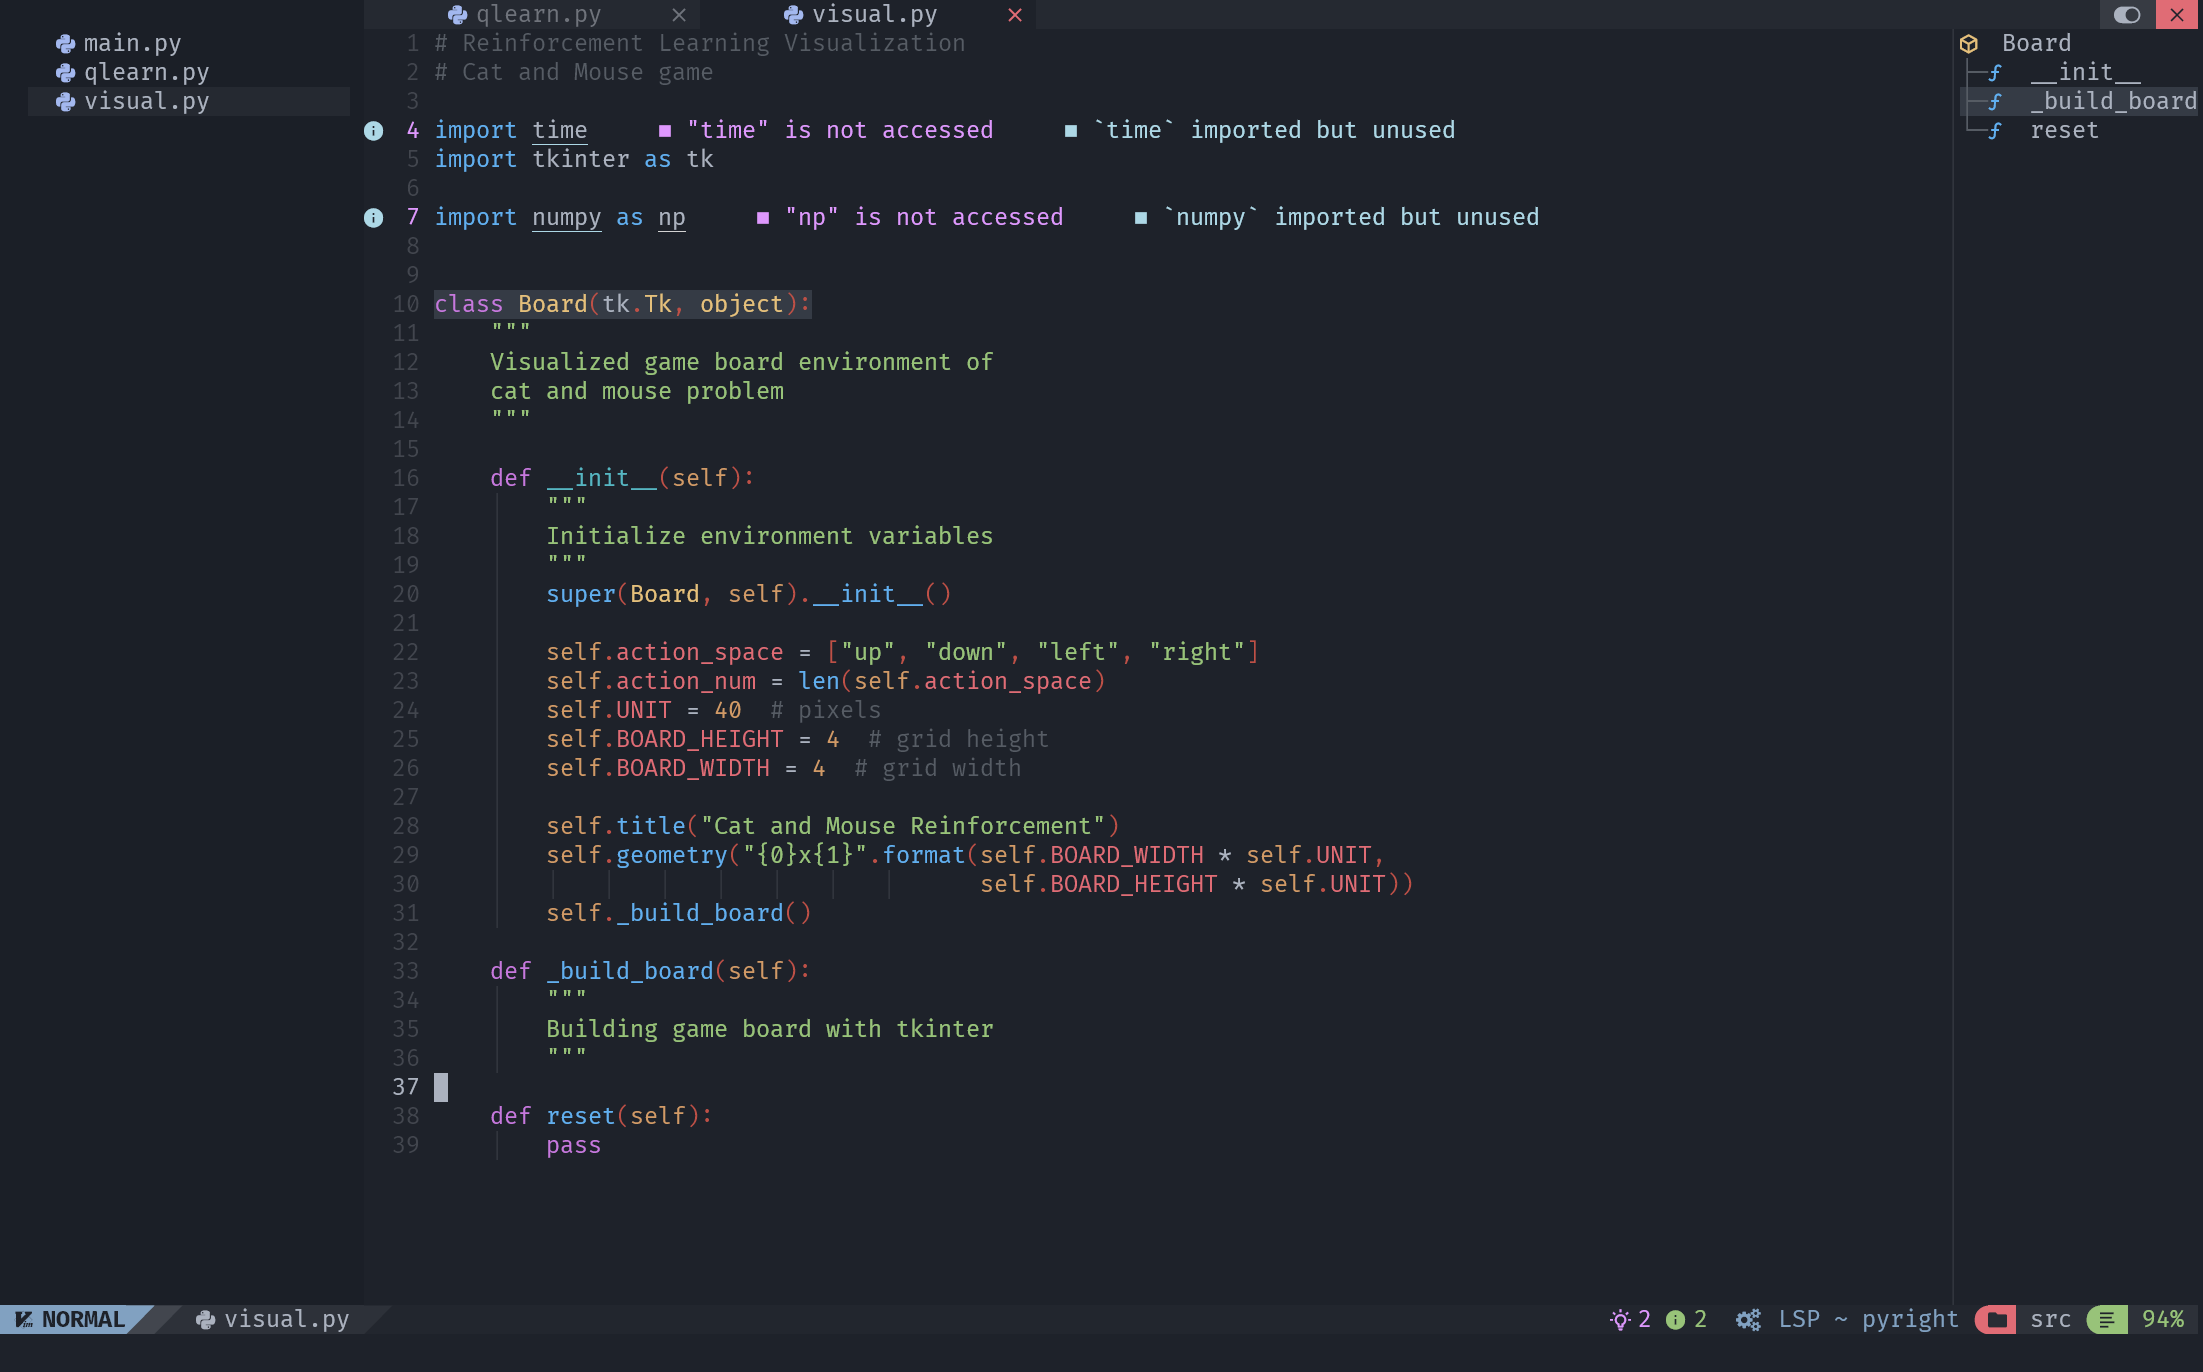 qlearn.py visual.py
main.py
qlearn.py
visual.py
1 # Reinforcement Learning Visualization
2 # Cat and Mouse game
3
4 import time ■ "time" is not accessed ■ `time` imported but unused
5 import tkinter as tk
6
7 import numpy as np ■ "np" is not accessed ■ `numpy` imported but unused
8
9
10 class Board(tk.Tk, object):
11     """
12     Visualized game board environment of
13     cat and mouse problem
14     """
15
16     def __init__(self):
17         """
18         Initialize environment variables
19         """
20         super(Board, self).__init__()
21
22         self.action_space = ["up", "down", "left", "right"]
23         self.action_num = len(self.action_space)
24         self.UNIT = 40  # pixels
25         self.BOARD_HEIGHT = 4  # grid height
26         self.BOARD_WIDTH = 4  # grid width
27
28         self.title("Cat and Mouse Reinforcement")
29         self.geometry("{0}x{1}".format(self.BOARD_WIDTH * self.UNIT,
30                                        self.BOARD_HEIGHT * self.UNIT))
31         self._build_board()
32
33     def _build_board(self):
34         """
35         Building game board with tkinter
36         """
37
38     def reset(self):
39         pass
Board
ƒ __init__
ƒ _build_board
ƒ reset
NORMAL visual.py 2 2 LSP ~ pyright src 94%